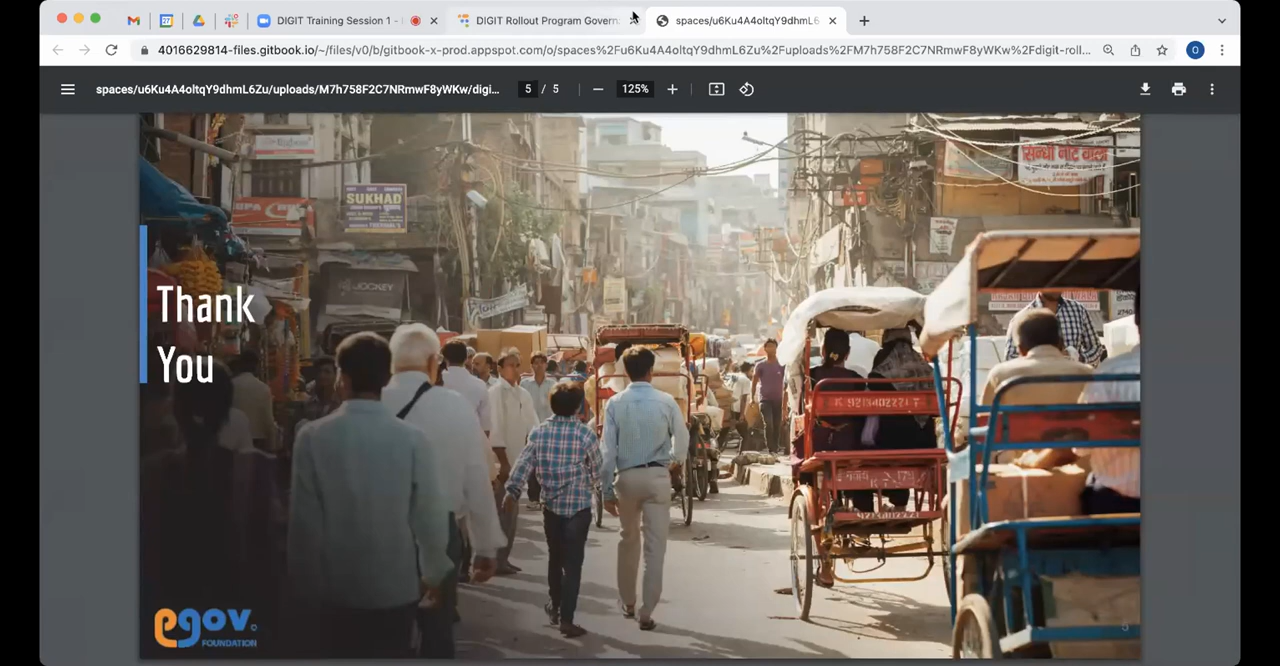 DIGIT Training Session 1 -
DIGIT Rollout Program Govern
spaces/u6Ku4A4oltqY9dhmL6
4016629814-files.gitbook.io/~/files/v0/b/gitbook-x-prod.appspot.com/o/spaces%2Fu6Ku4A4oltqY9dhmL6Zu%2Fuploads%2FM7h758F2C7NRmwF8yWKw%2Fdigit-roll...
O
spaces/u6Ku4A4oltqY9dhmL6Zu/uploads/M7h758F2C7NRmwF8yWKw/digi...
5 / 5
125%
SUKHAD
JOCKEY
Thank
You
egov
FOUNDATION
5